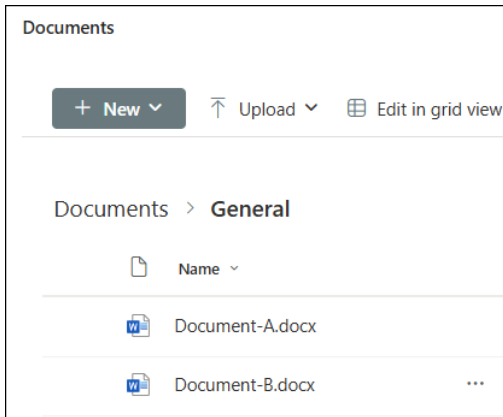 Documents
+ New Upload Edit in grid view
Documents > General
Name
Document-A.docx
Document-B.docx ...